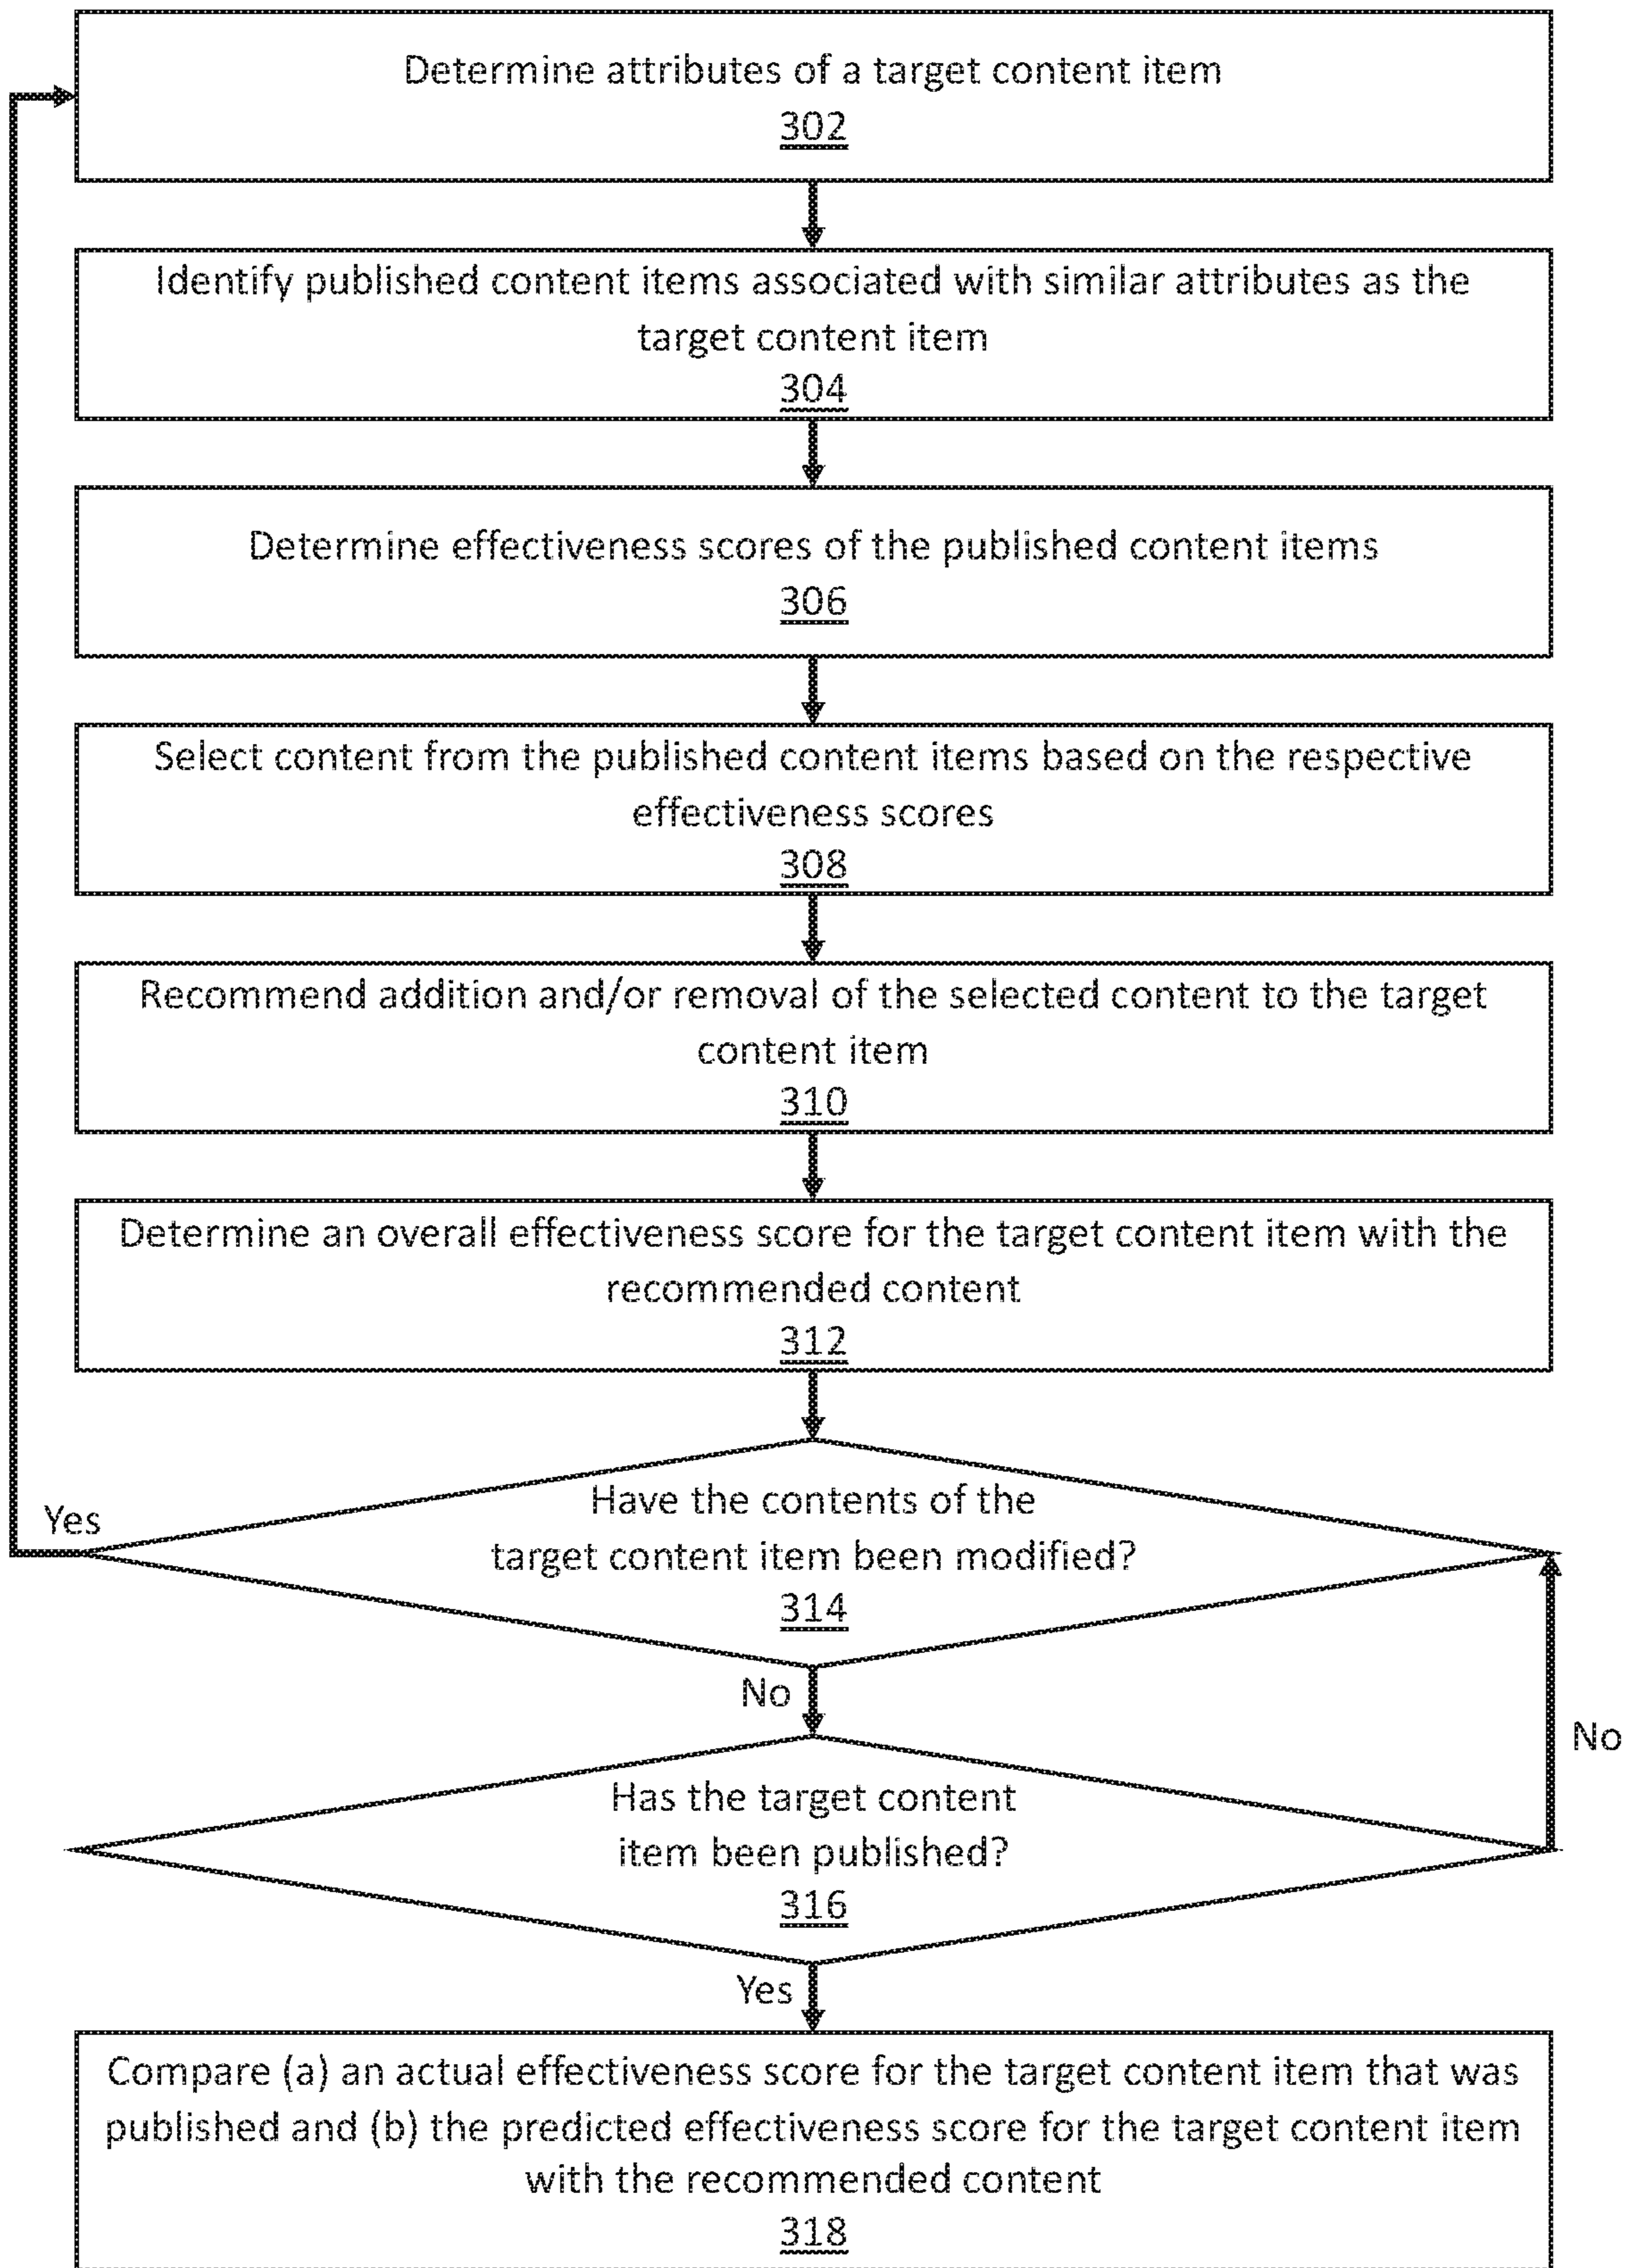 Determine attributes of a target content item
302
Identify published content items associated with similar attributes as the
target content item
304
Determine effectiveness scores of the published content items
306
Select content from the published content items based on the respective
effectiveness scores
308
Recommend addition and/or removal of the selected content to the target
content item
310
Determine an overall effectiveness score for the target content item with the
recommended content
312
Yes
Have the contents of the
target content item been modified?
314
No
No
Has the target content
item been published?
316
Yes
Compare (a) an actual effectiveness score for the target content item that was
published and (b) the predicted effectiveness score for the target content item
with the recommended content
318